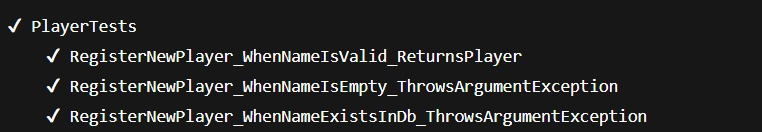 ✓ PlayerTests
✓ RegisterNewPlayer_WhenNameIsValid_ReturnsPlayer
✓ RegisterNewPlayer_WhenNameIsEmpty_ThrowsArgumentException
✓ RegisterNewPlayer_WhenNameExistsInDb_ThrowsArgumentException